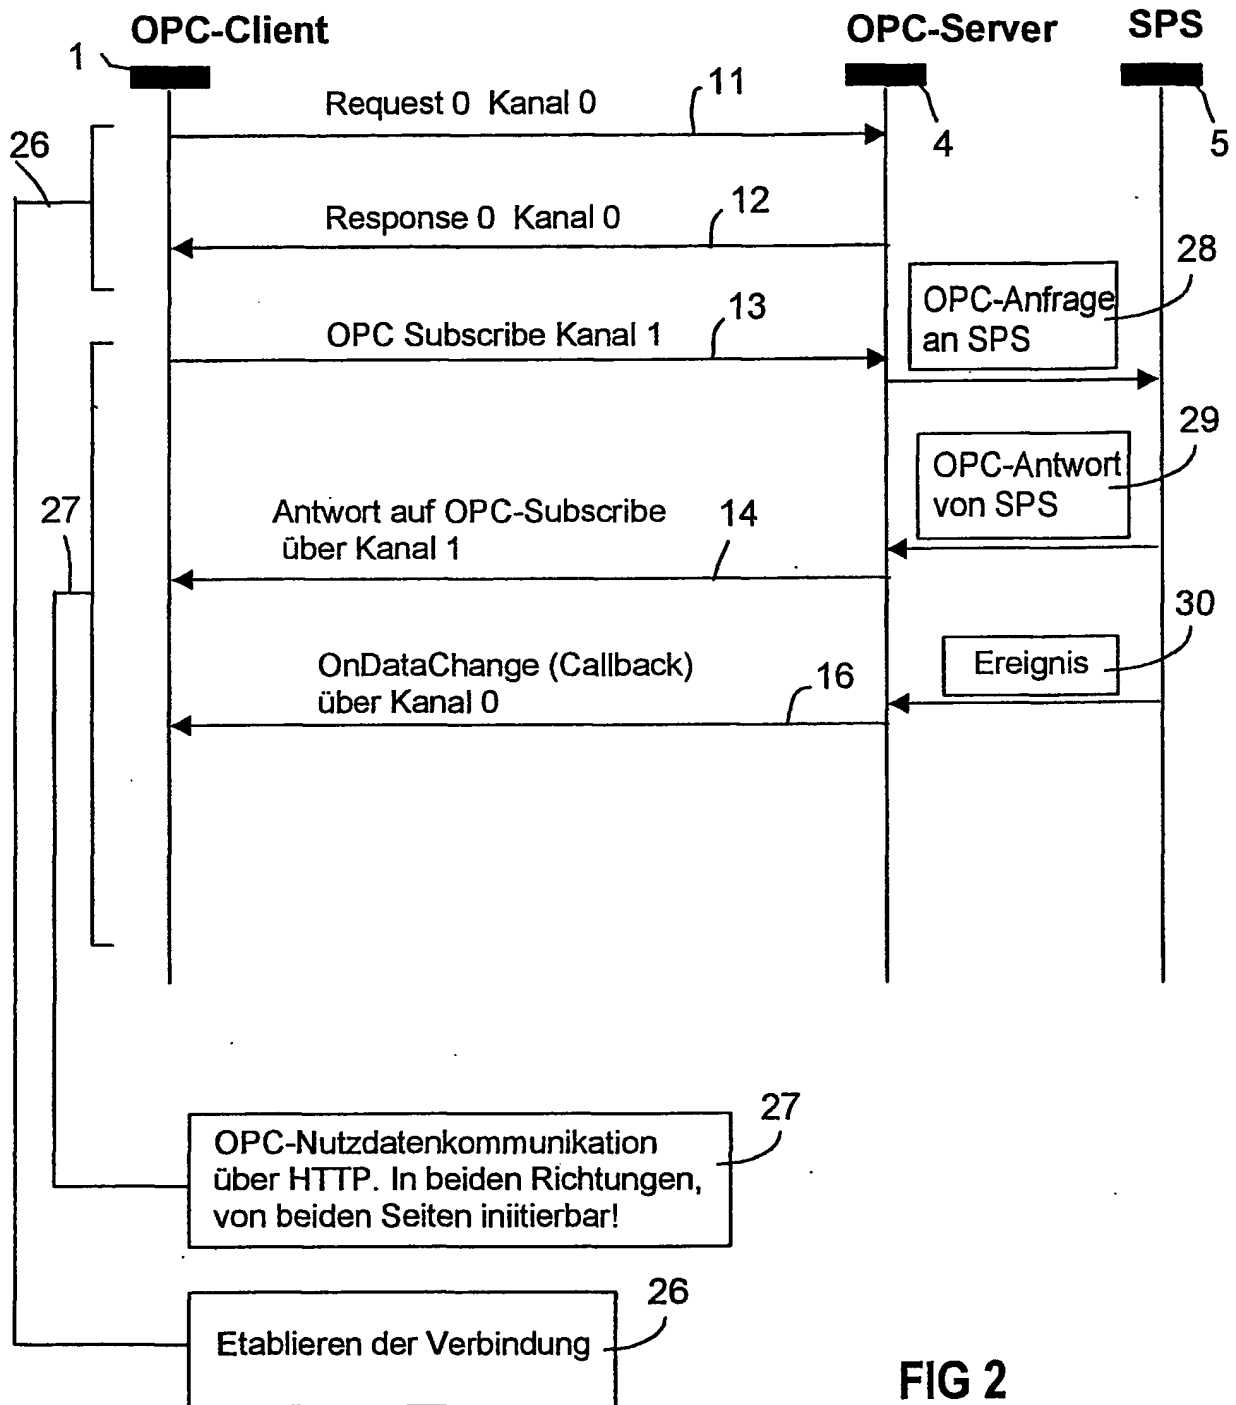 OPC-Client
OPC-Server
SPS
1
4
5
Request 0 Kanal 0
11
26
Response 0 Kanal 0
12
28
OPC-Anfrage
an SPS
OPC Subscribe Kanal 1
13
29
OPC-Antwort
von SPS
27
Antwort auf OPC-Subscribe
über Kanal 1
14
30
Ereignis
OnDataChange (Callback)
über Kanal 0
16
27
OPC-Nutzdatenkommunikation
über HTTP. In beiden Richtungen,
von beiden Seiten iniitierbar!
26
Etablieren der Verbindung
FIG 2